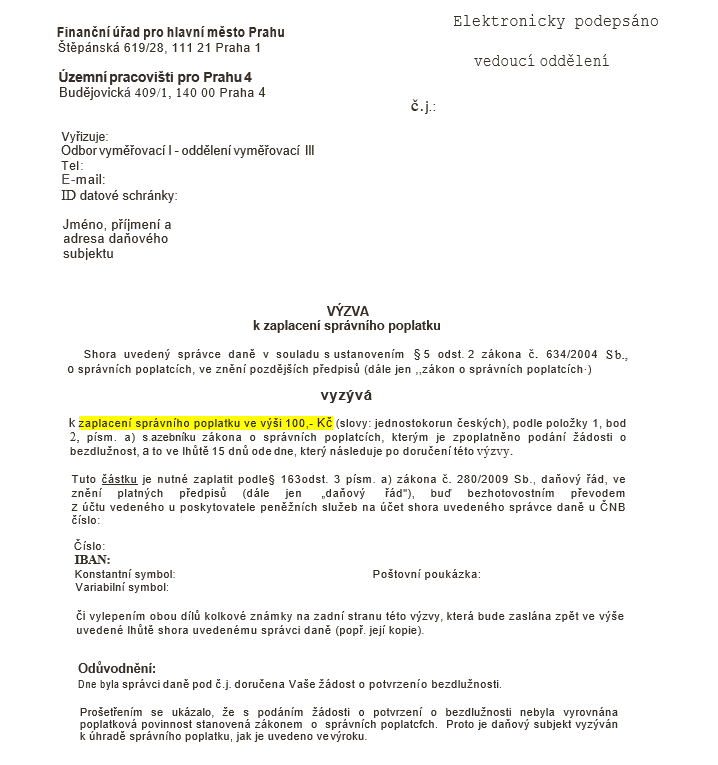 Finanční úřad pro hlavní město Prahu
Štěpánská 619/28, 111 21 Praha 1
Elektronicky podepsáno
vedoucí oddělení
Územní pracovišti pro Prahu 4
Budějovická 409/1, 140 00 Praha 4
č.j.:
Vyřizuje:
Odbor vyměřovací I - oddělení vyměřovací III
Tel:
E-mail:
ID datové schránky:
Jméno, příjmení a
adresa daňového
subjektu
VÝZVA
k zaplacení správního poplatku
Shora uvedený správce daně v souladu s ustanovením § 5 odst. 2 zákona č. 634/2004 Sb.,
o správních poplatcích, ve znění pozdějších předpisů (dále jen ,,zákon o správních poplatcích·)
vyzývá
k zaplacení správního poplatku ve výši 100,- Kč (slovy: jednostokorun českých), podle položky 1, bod
2, písm. a) s.azebníku zákona o správních poplatcích, kterým je zpoplatněno podání žádosti o
bezdlužnost, a to ve lhůtě 15 dnů ode dne, který následuje po doručení této výzvy.
Tuto částku je nutné zaplatit podle§ 163odst. 3 písm. a) zákona č. 280/2009 Sb., daňový řád, ve
znění platných předpisů (dále jen „daňový řád"), buď bezhotovostním převodem
z účtu vedeného u poskytovatele peněžních služeb na účet shora uvedeného správce daně u ČNB
číslo:
Číslo:
IBAN:
Konstantní symbol: Poštovní poukázka:
Variabilní symbol:
či vylepením obou dílů kolkové známky na zadní stranu této výzvy, která bude zaslána zpět ve výše
uvedené lhůtě shora uvedenému správci daně (popř. její kopie).
Odůvodnění:
Dne byla správci daně pod č.j. doručena Vaše žádost o potvrzení o bezdlužnosti.
Prošetřením se ukázalo, že s podáním žádosti o potvrzení o bezdlužnosti nebyla vyrovnána
poplatková povinnost stanovená zákonem o správních poplatcfch. Proto je daňový subjekt vyzýván
k úhradě správního poplatku, jak je uvedeno ve výroku.